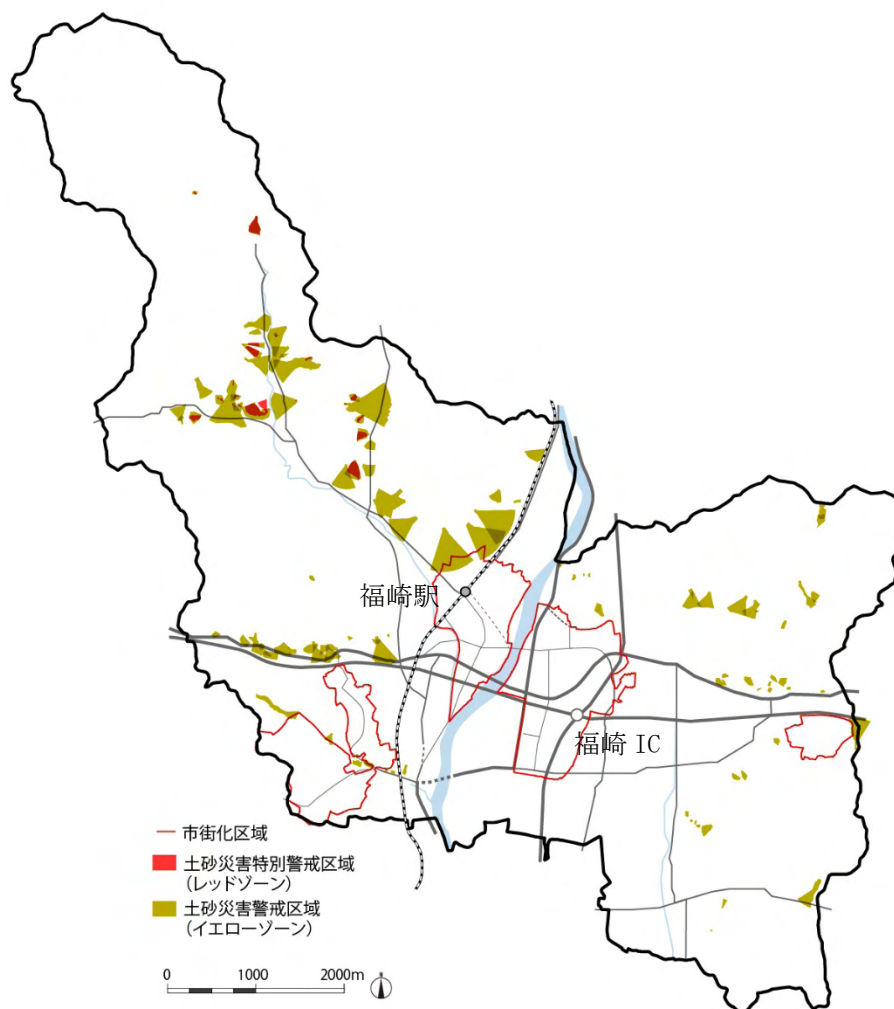 福崎駅
福崎 IC
市街化区域
土砂災害特別警戒区域
(レッドゾーン)
土砂災害警戒区域
(イエローゾーン)
0 1000 2000m